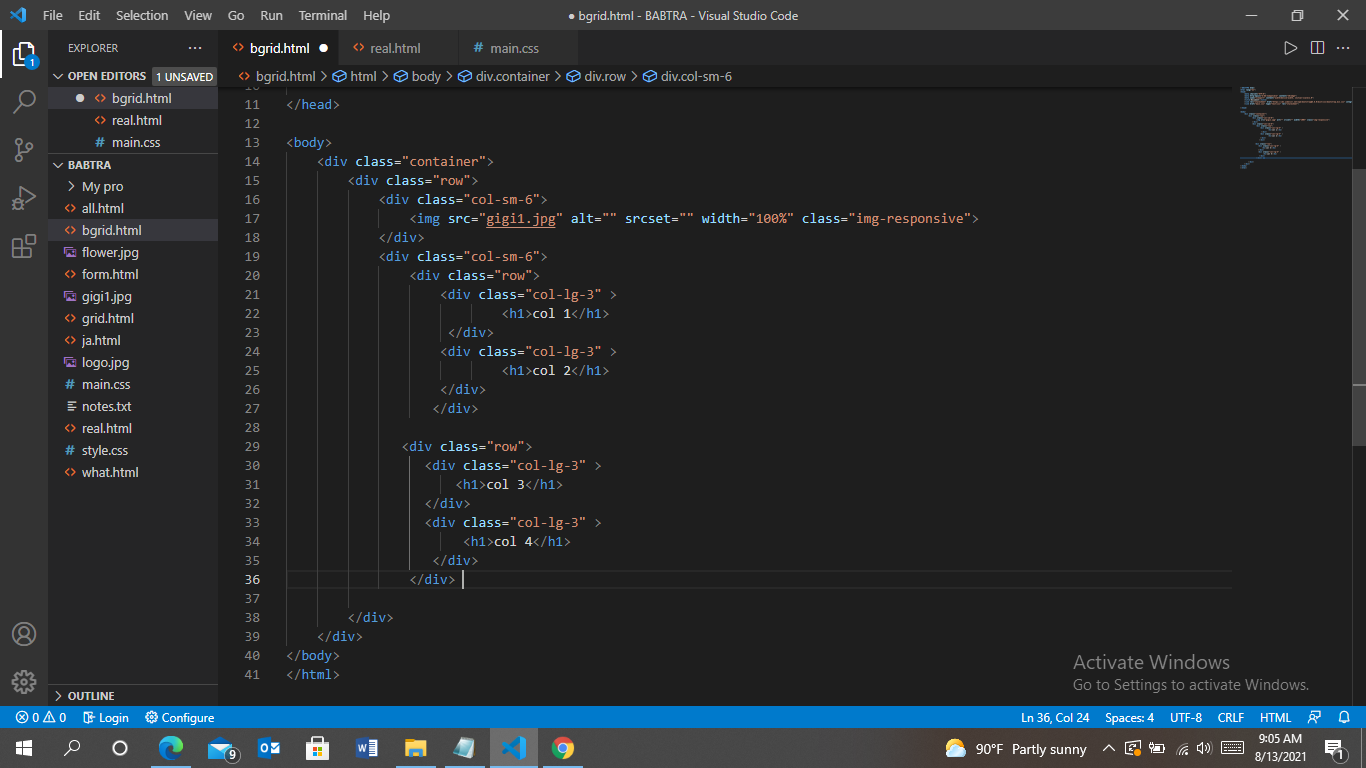 File Edit Selection View Go Run Terminal Help ● bgrid.html - BABTRA - Visual Studio Code
EXPLORER ···
1
OPEN EDITORS 1 UNSAVED
● <> bgrid.html
<> real.html
# main.css
BABTRA
> My pro
<> all.html
<> bgrid.html
flower.jpg
<> form.html
gigi1.jpg
<> grid.html
<> ja.html
logo.jpg
# main.css
notes.txt
<> real.html
# style.css
<> what.html
> OUTLINE
<> bgrid.html ● <> real.html # main.css
<> bgrid.html > html > body > div.container > div.row > div.col-sm-6
10
11 </head>
12
13 <body>
14 <div class="container">
15 <div class="row">
16 <div class="col-sm-6">
17 <img src="gigi1.jpg" alt="" srcset="" width="100%" class="img-responsive">
18 </div>
19 <div class="col-sm-6">
20 <div class="row">
21 <div class="col-lg-3" >
22 <h1>col 1</h1>
23 </div>
24 <div class="col-lg-3" >
25 <h1>col 2</h1>
26 </div>
27 </div>
28
29 <div class="row">
30 <div class="col-lg-3" >
31 <h1>col 3</h1>
32 </div>
33 <div class="col-lg-3" >
34 <h1>col 4</h1>
35 </div>
36 </div>
37
38 </div>
39 </div>
40 </body>
41 </html>
Activate Windows
Go to Settings to activate Windows.
0 0 Login Configure Ln 36, Col 24 Spaces: 4 UTF-8 CRLF HTML
9 90°F Partly sunny 9:05 AM
8/13/2021 1